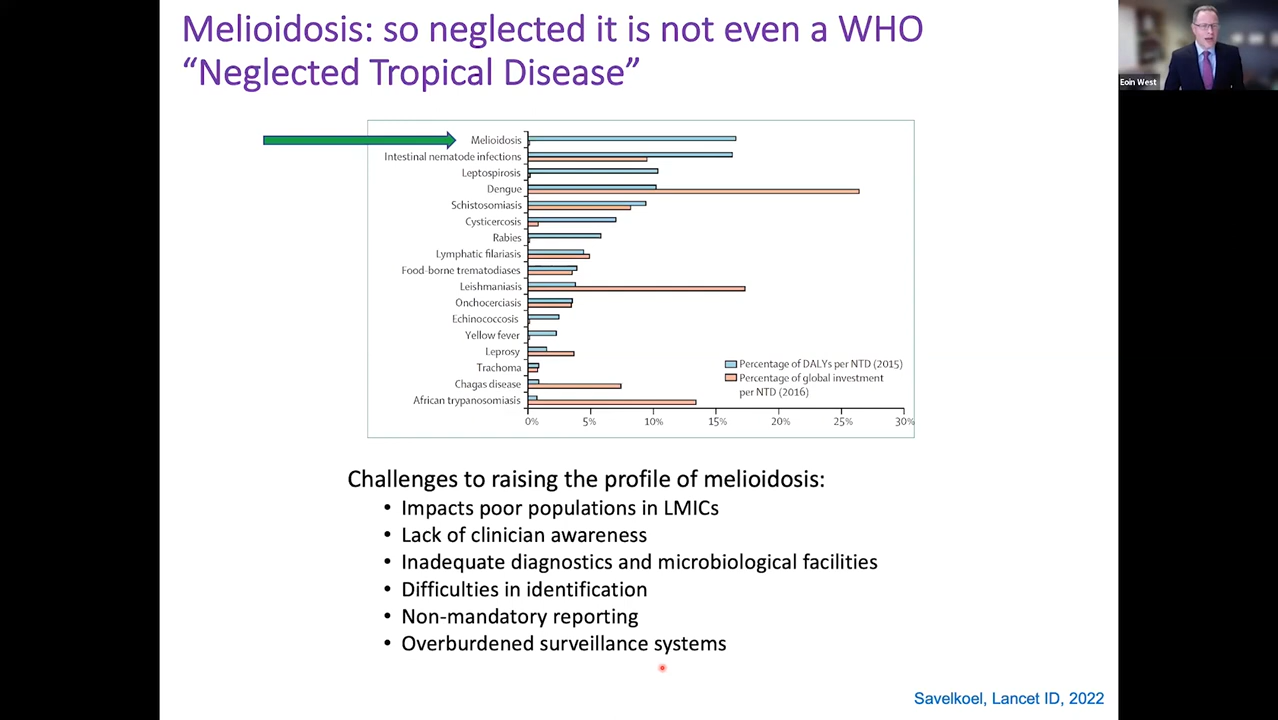 Melioidosis: so neglected it is not even a WHO
“Neglected Tropical Disease”
Eoin West
Melioidosis
Intestinal nematode infections
Leptospirosis
Dengue
Schistosomiasis
Cysticercosis
Rabies
Lymphatic filariasis
Food-borne trematodiases
Leishmaniasis
Onchocerciasis
Echinococcosis
Yellow fever
Leprosy
Trachoma
Chagas disease
African trypanosomiasis
Percentage of DALYs per NTD (2015)
Percentage of global investment
per NTD (2016)
0% 5% 10% 15% 20% 25% 30%
Challenges to raising the profile of melioidosis:
• Impacts poor populations in LMICs
• Lack of clinician awareness
• Inadequate diagnostics and microbiological facilities
• Difficulties in identification
• Non-mandatory reporting
• Overburdened surveillance systems
Savelkoel, Lancet ID, 2022